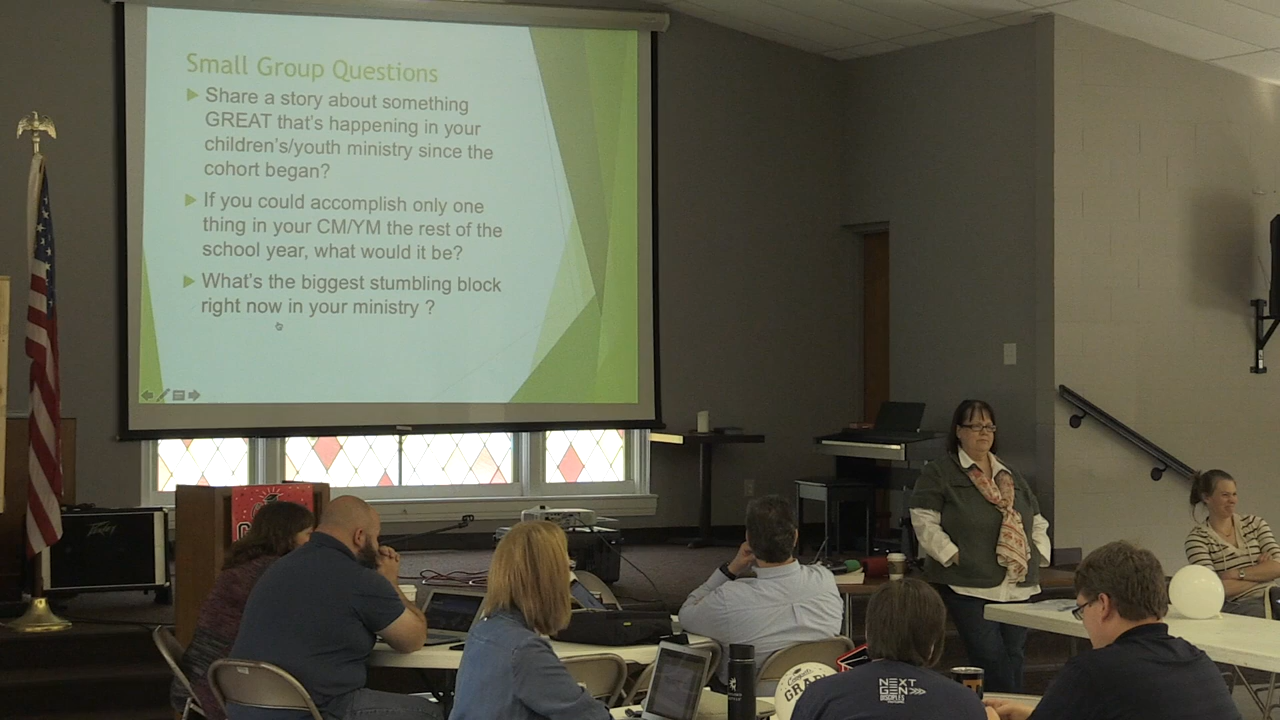 Small Group Questions
Share a story about something
GREAT that's happening in your
children's/youth ministry since the
cohort began?
If you could accomplish only one
thing in your CM/YM the rest of the
school year, what would it be?
What's the biggest stumbling block
right now in your ministry ?
Peavey
NEXT
GEN
DISCIPLES